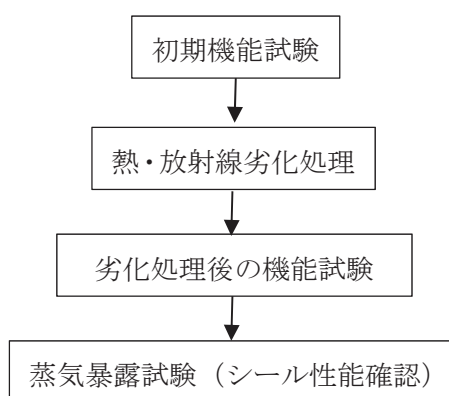 初期機能試験
熱・放射線劣化処理
劣化処理後の機能試験
蒸気暴露試験（シール性能確認）